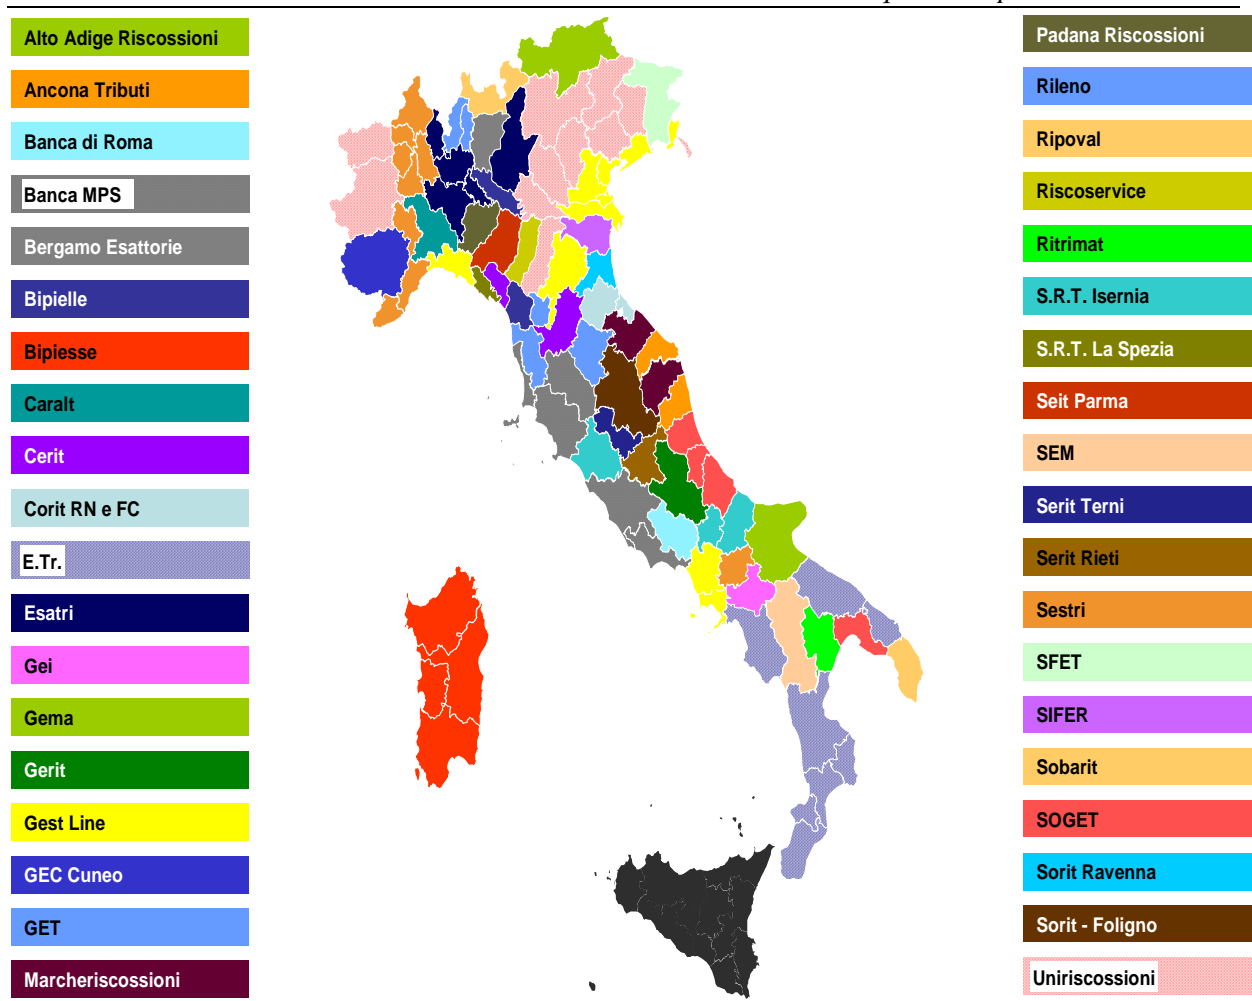 Alto Adige Riscossioni
Ancona Tributi
Banca di Roma
Banca MPS
Bergamo Esattorie
Bipielle
Bipiesse
Caralt
Cerit
Corit RN e FC
E.Tr.
Esatri
Gei
Gema
Gerit
Gest Line
GEC Cuneo
GET
Marcheriscossioni
Padana Riscossioni
Rileno
Ripoval
Riscoservice
Ritrimat
S.R.T. Isernia
S.R.T. La Spezia
Seit Parma
SEM
Serit Terni
Serit Rieti
Sestri
SFET
SIFER
Sobarit
SOGET
Sorit Ravenna
Sorit - Foligno
Uniriscossioni